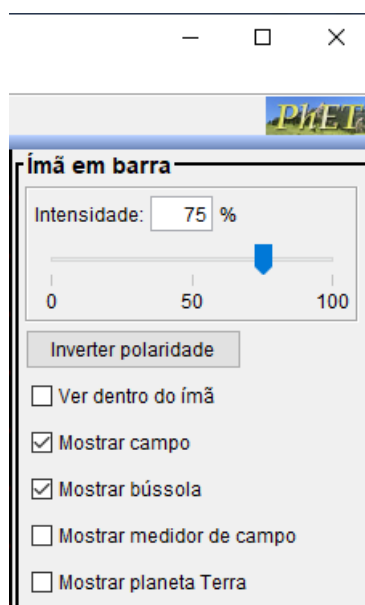 PhET
Ímã em barra
Intensidade: 75 %
0 50 100
Inverter polaridade
Ver dentro do ímã
Mostrar campo
Mostrar bússola
Mostrar medidor de campo
Mostrar planeta Terra